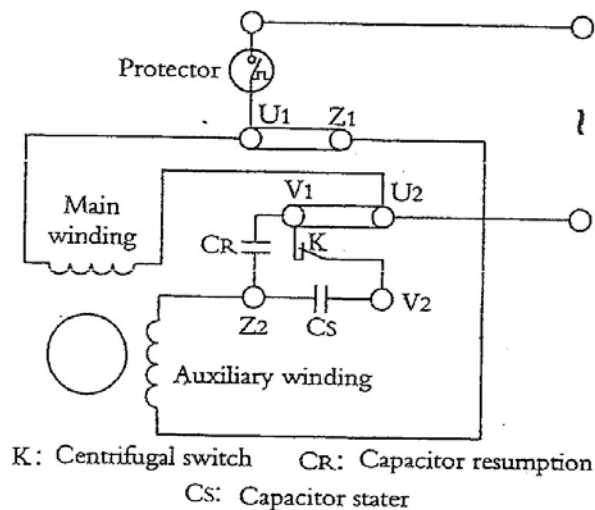 Protector
U1
Z1
~
V1
U2
Main
winding
CR
K
Z2
CS
V2
Auxiliary winding
K: Centrifugal switch CR: Capacitor resumption
CS: Capacitor stater